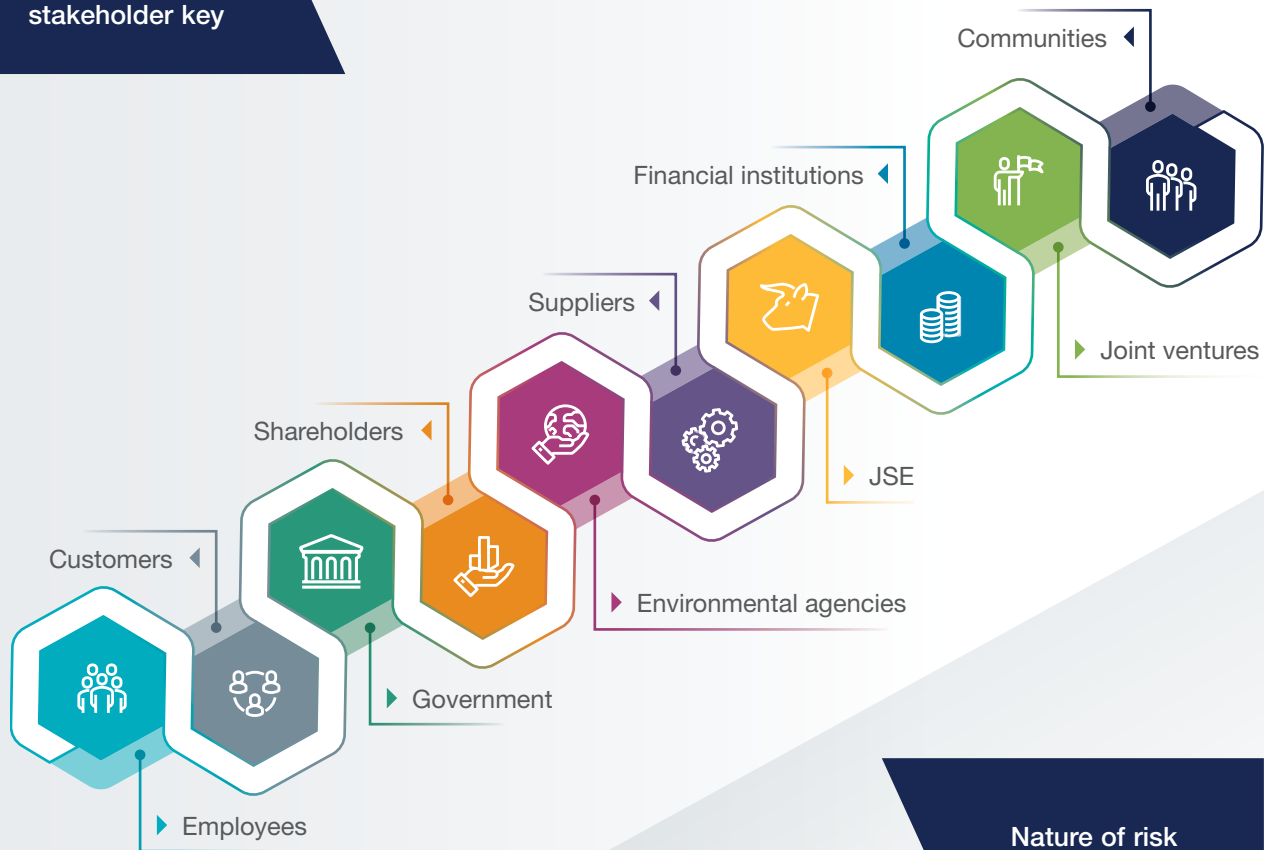 stakeholder key
Communities
Financial institutions
Suppliers
Joint ventures
Shareholders
JSE
Customers
Environmental agencies
Government
Employees
Nature of risk